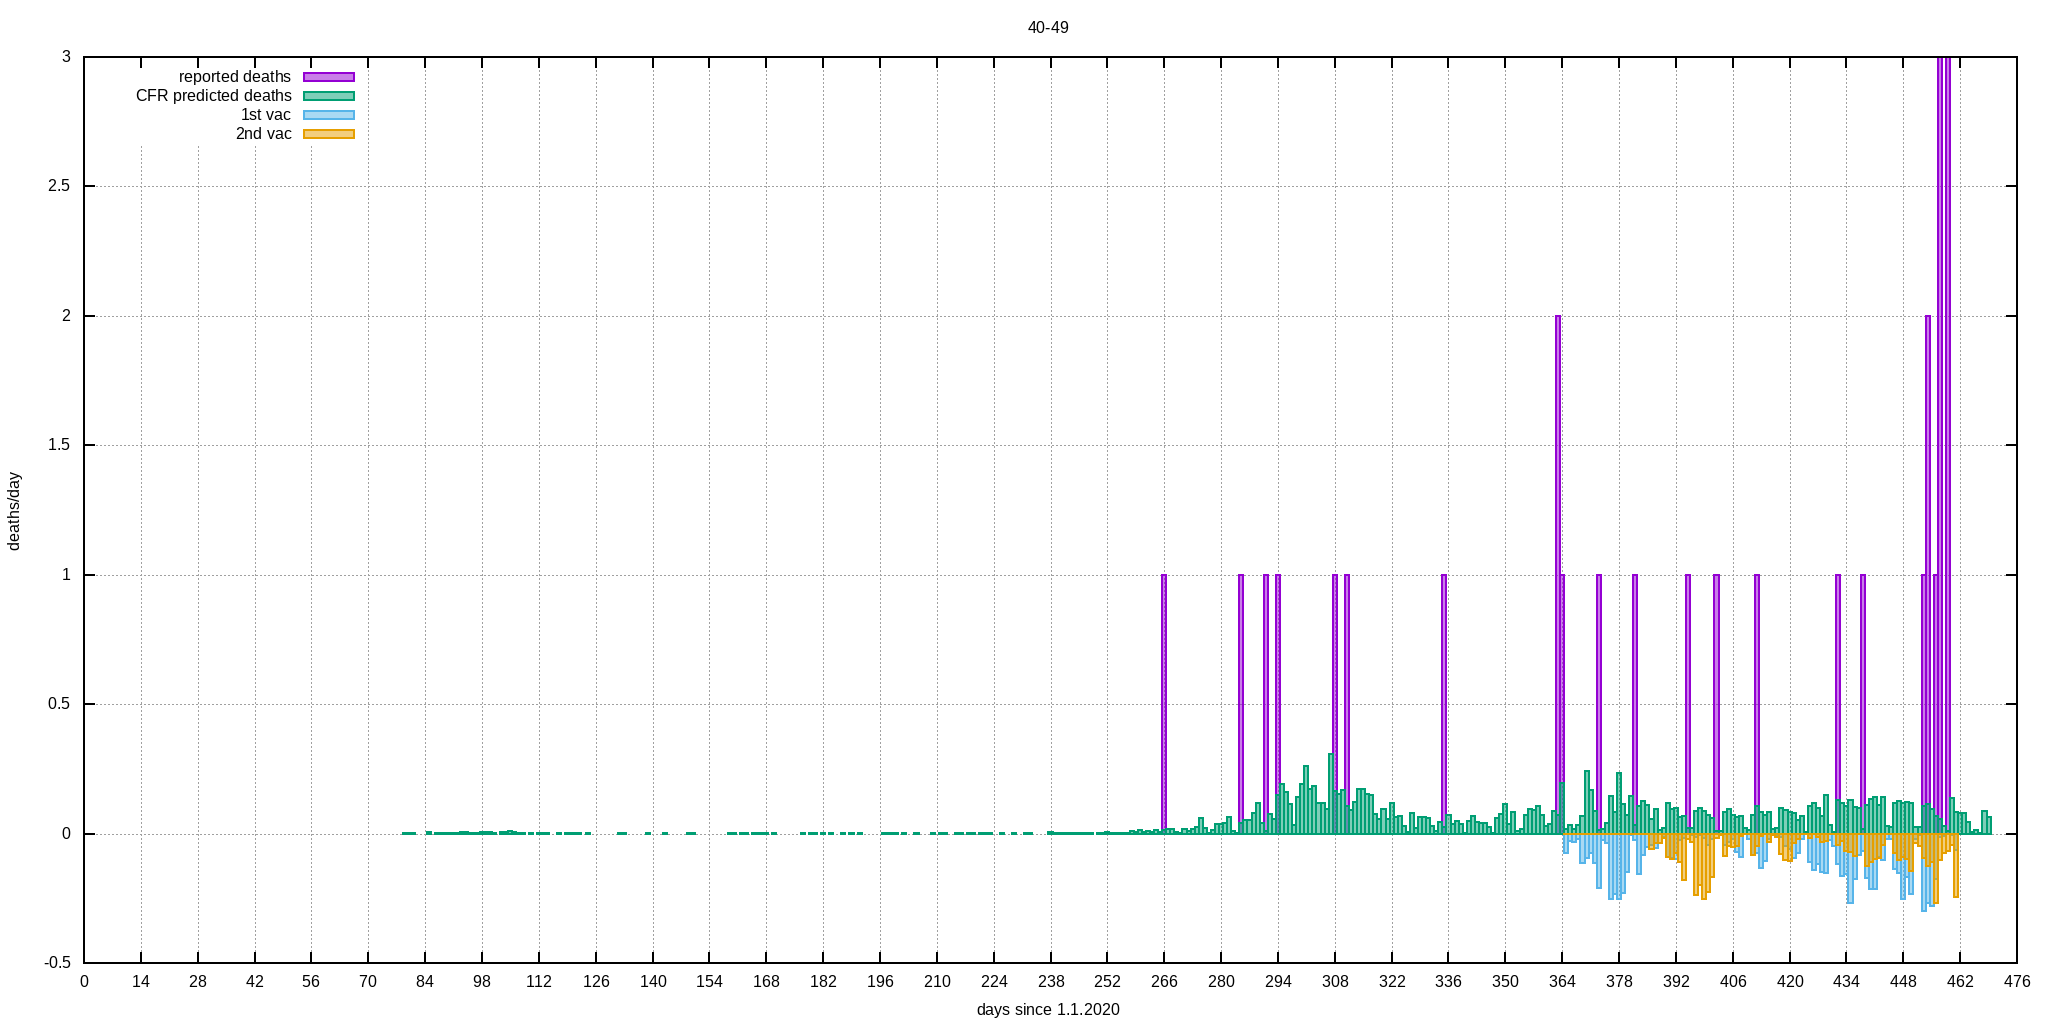 40-49
3
reported deaths
CFR predicted deaths
1st vac
2nd vac
2.5
2
1.5
1
0.5
0
-0.5
deaths/day
0 14 28 42 56 70 84 98 112 126 140 154 168 182 196 210 224 238 252 266 280 294 308 322 336 350 364 378 392 406 420 434 448 462 476
days since 1.1.2020